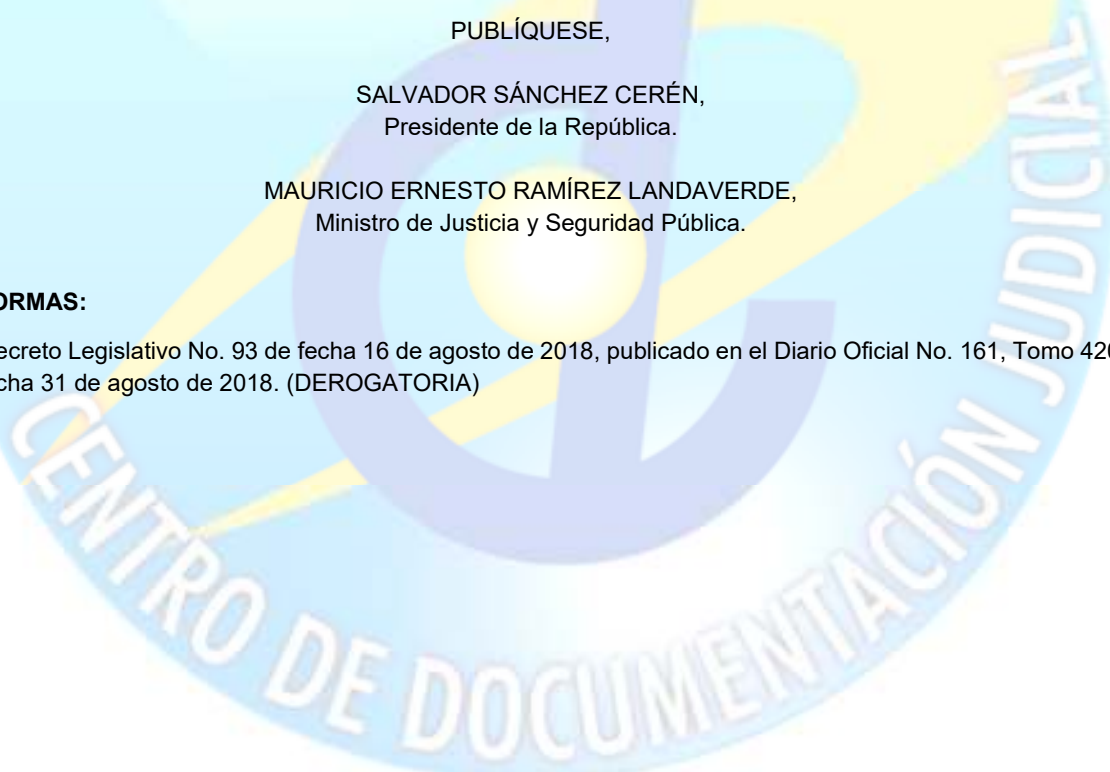 PUBLÍQUESE,
SALVADOR SÁNCHEZ CERÉN,
Presidente de la República.
MAURICIO ERNESTO RAMÍREZ LANDAVERDE,
Ministro de Justicia y Seguridad Pública.
ORMAS:
ecreto Legislativo No. 93 de fecha 16 de agosto de 2018, publicado en el Diario Oficial No. 161, Tomo 420
cha 31 de agosto de 2018. (DEROGATORIA)
CENTRO DE DOCUMENTACIÓN JUDICIAL